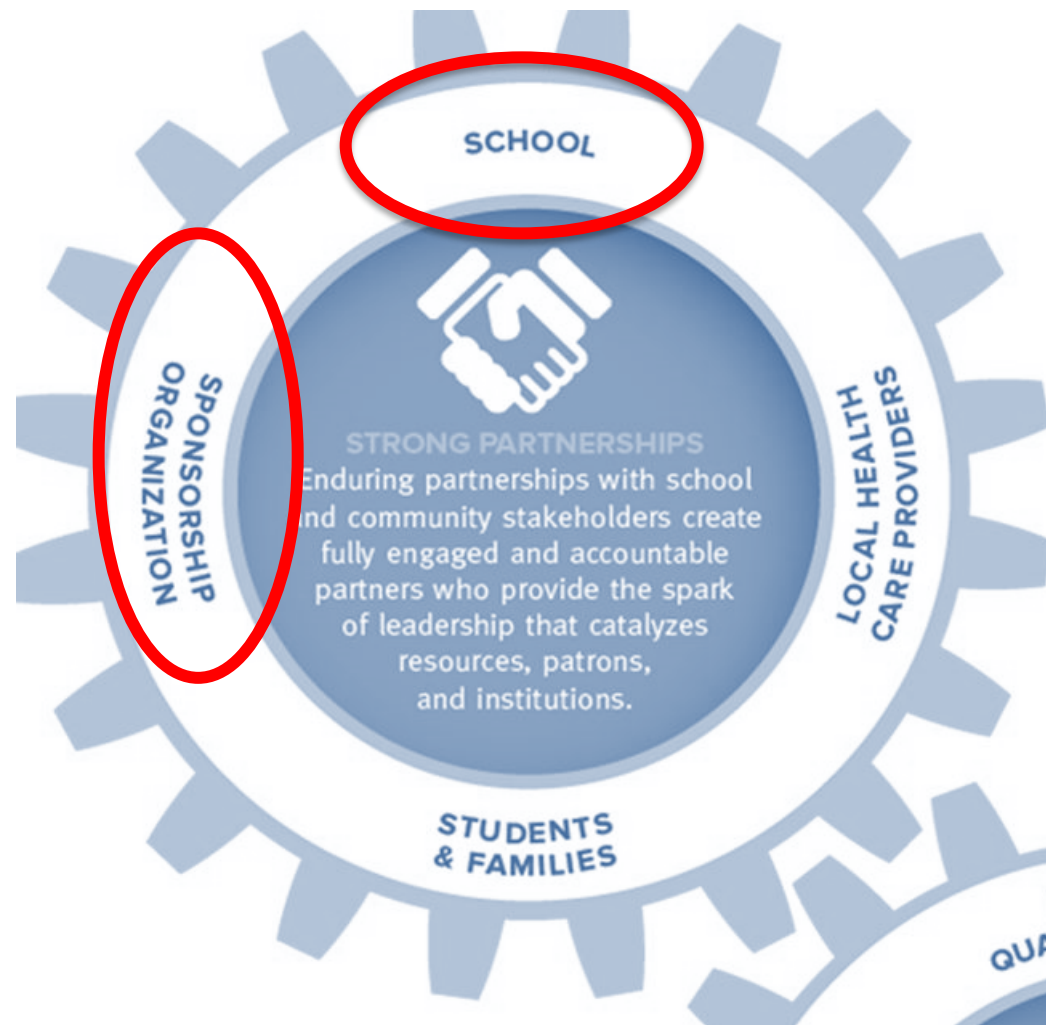 SCHOOL
SPONSORSHIP
ORGANIZATION
STRONG PARTNERSHIPS
Enduring partnerships with school
and community stakeholders create
fully engaged and accountable
partners who provide the spark
of leadership that catalyzes
resources, patrons,
and institutions.
LOCAL HEALTH
CARE PROVIDERS
STUDENTS
& FAMILIES